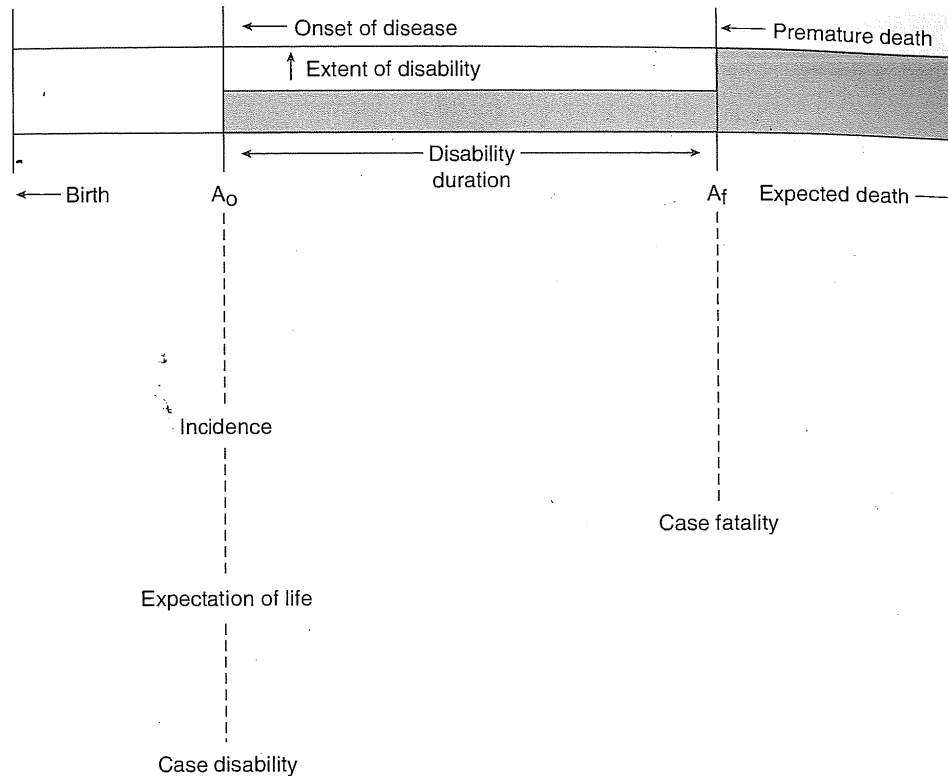 Onset of disease
Premature death
Extent of disability
Disability
duration
Birth
Ao
Af
Expected death
Incidence
Case fatality
Expectation of life
Case disability